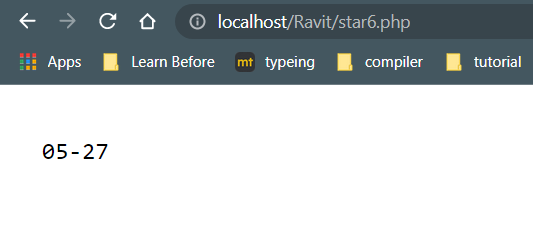 localhost/Ravit/star6.php
Apps Learn Before mt typeing compiler tutorial
05-27